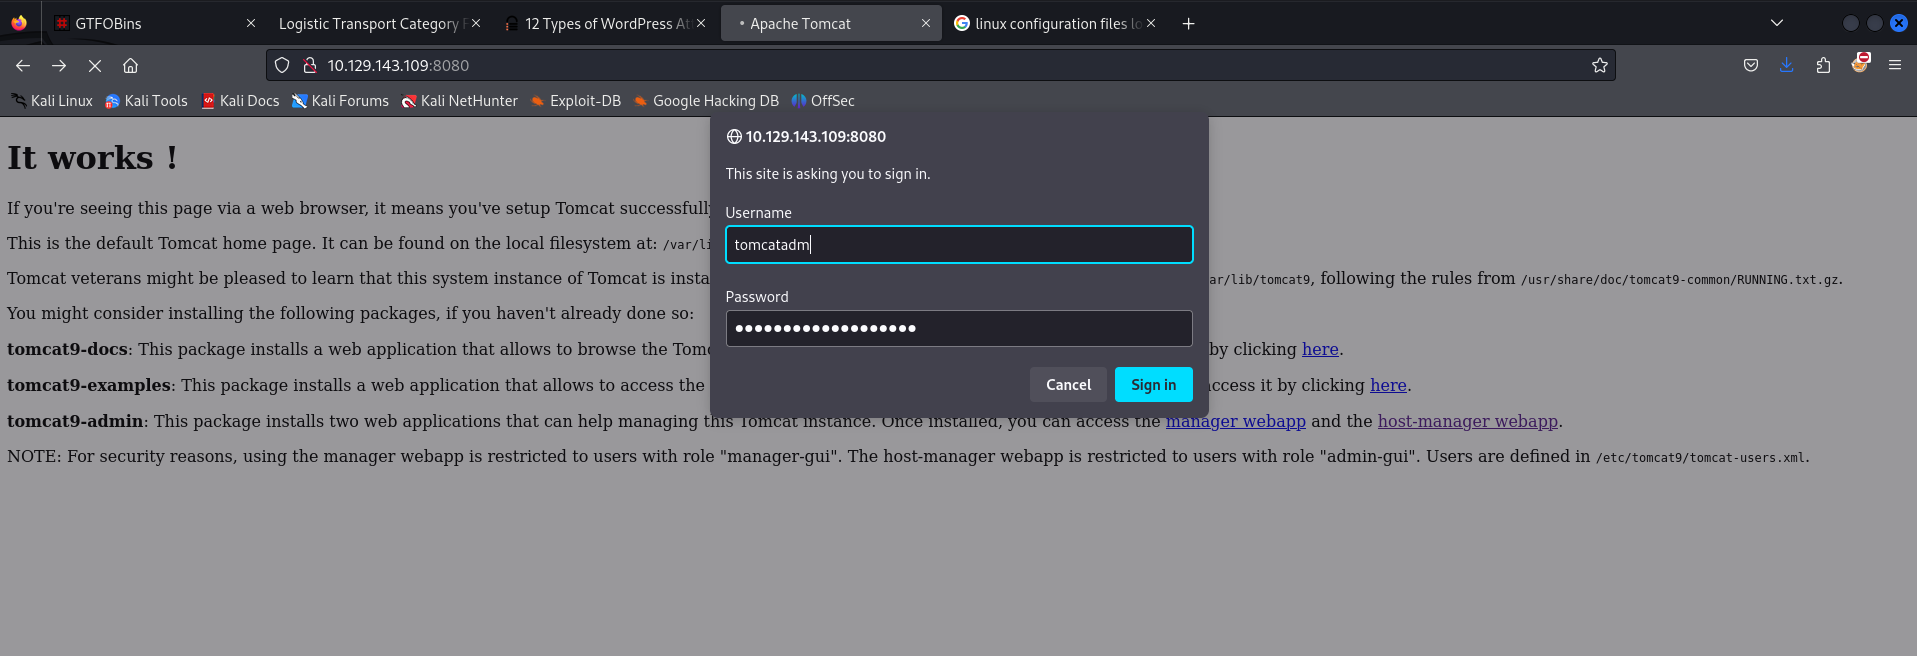 GTFOBins
Logistic Transport Category
12 Types of WordPress At
Apache Tomcat
linux configuration files lo
10.129.143.109:8080
Kali Linux
Kali Tools
Kali Docs
Kali Forums
Kali NetHunter
Exploit-DB
Google Hacking DB
OffSec
10.129.143.109:8080
This site is asking you to sign in.
Username
tomcatadm
Password
Cancel
Sign in
It works !
If you're seeing this page via a web browser, it means you've setup Tomcat successfully
This is the default Tomcat home page. It can be found on the local filesystem at: /var/li
Tomcat veterans might be pleased to learn that this system instance of Tomcat is insta ar/lib/tomcat9, following the rules from /usr/share/doc/tomcat9-common/RUNNING.txt.gz.
You might consider installing the following packages, if you haven't already done so:
tomcat9-docs: This package installs a web application that allows to browse the Tomc by clicking here.
tomcat9-examples: This package installs a web application that allows to access the access it by clicking here.
tomcat9-admin: This package installs two web applications that can help managing this Tomcat instance. Once installed, you can access the manager webapp and the host-manager webapp.
NOTE: For security reasons, using the manager webapp is restricted to users with role "manager-gui". The host-manager webapp is restricted to users with role "admin-gui". Users are defined in /etc/tomcat9/tomcat-users.xml.